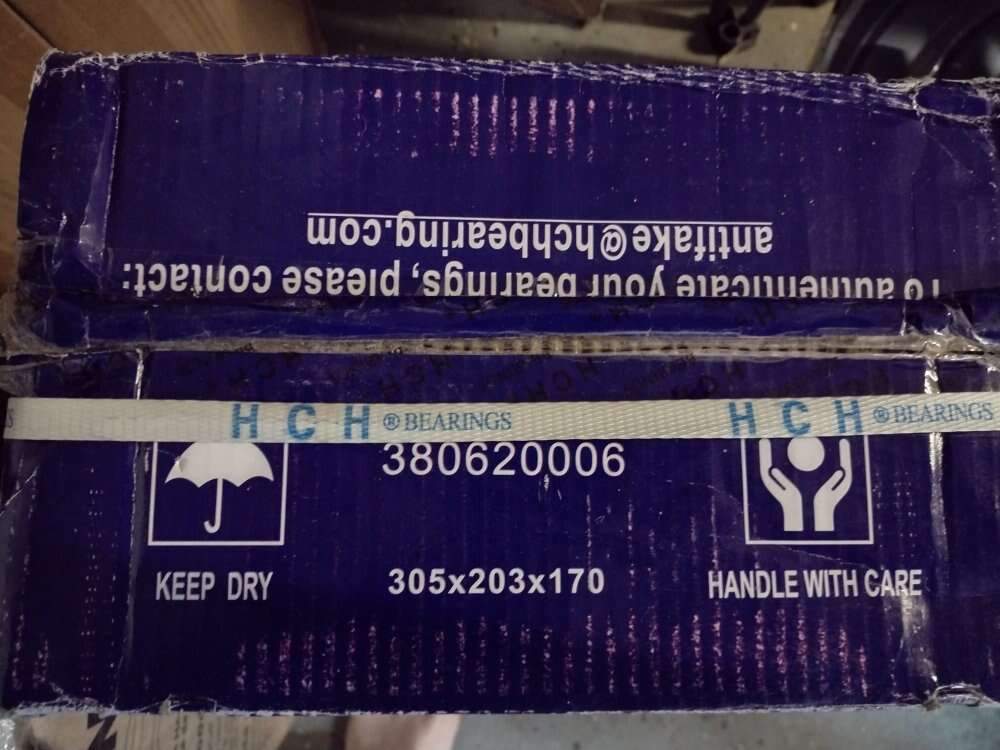 To authenticate your bearings, please contact:
antifake@hchbearing.com
HCH® BEARINGS HCH® BEARINGS
380620006
KEEP DRY
305x203x170
HANDLE WITH CARE